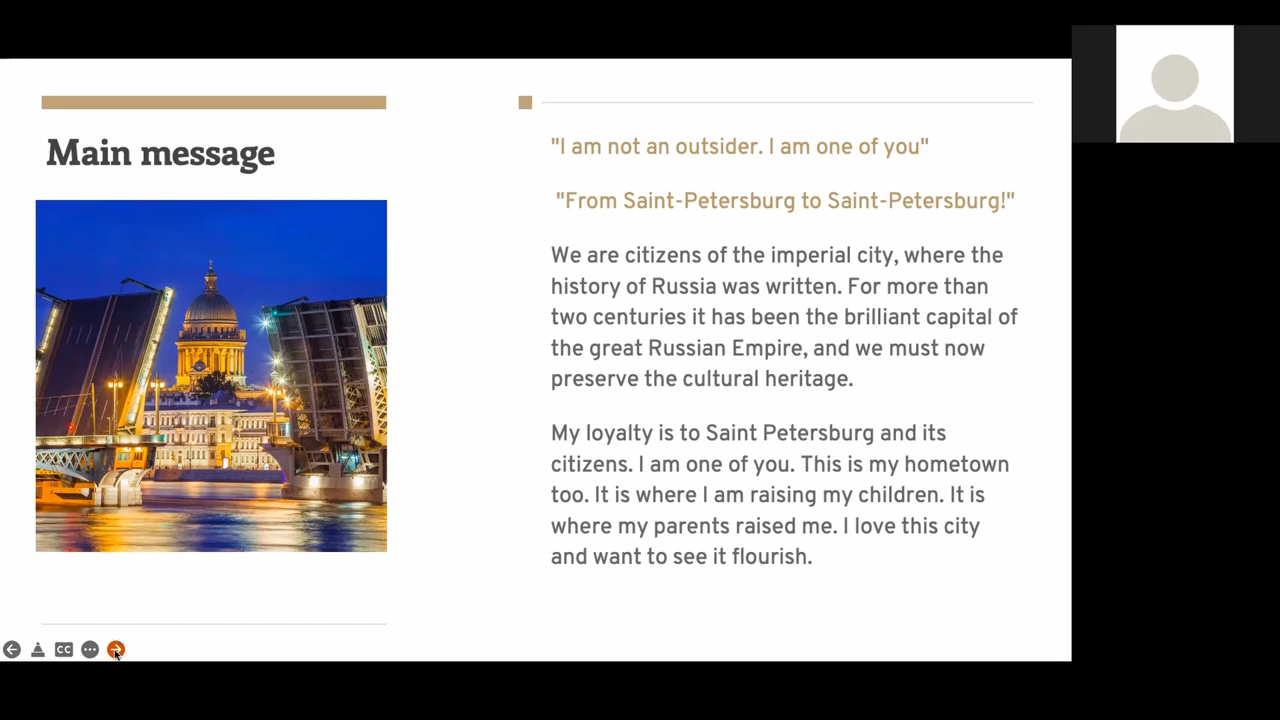 Main message
"I am not an outsider. I am one of you"
"From Saint-Petersburg to Saint-Petersburg!"
We are citizens of the imperial city, where the
history of Russia was written. For more than
two centuries it has been the brilliant capital of
the great Russian Empire, and we must now
preserve the cultural heritage.
My loyalty is to Saint Petersburg and its
citizens. I am one of you. This is my hometown
too. It is where I am raising my children. It is
where my parents raised me. I love this city
and want to see it flourish.
CC